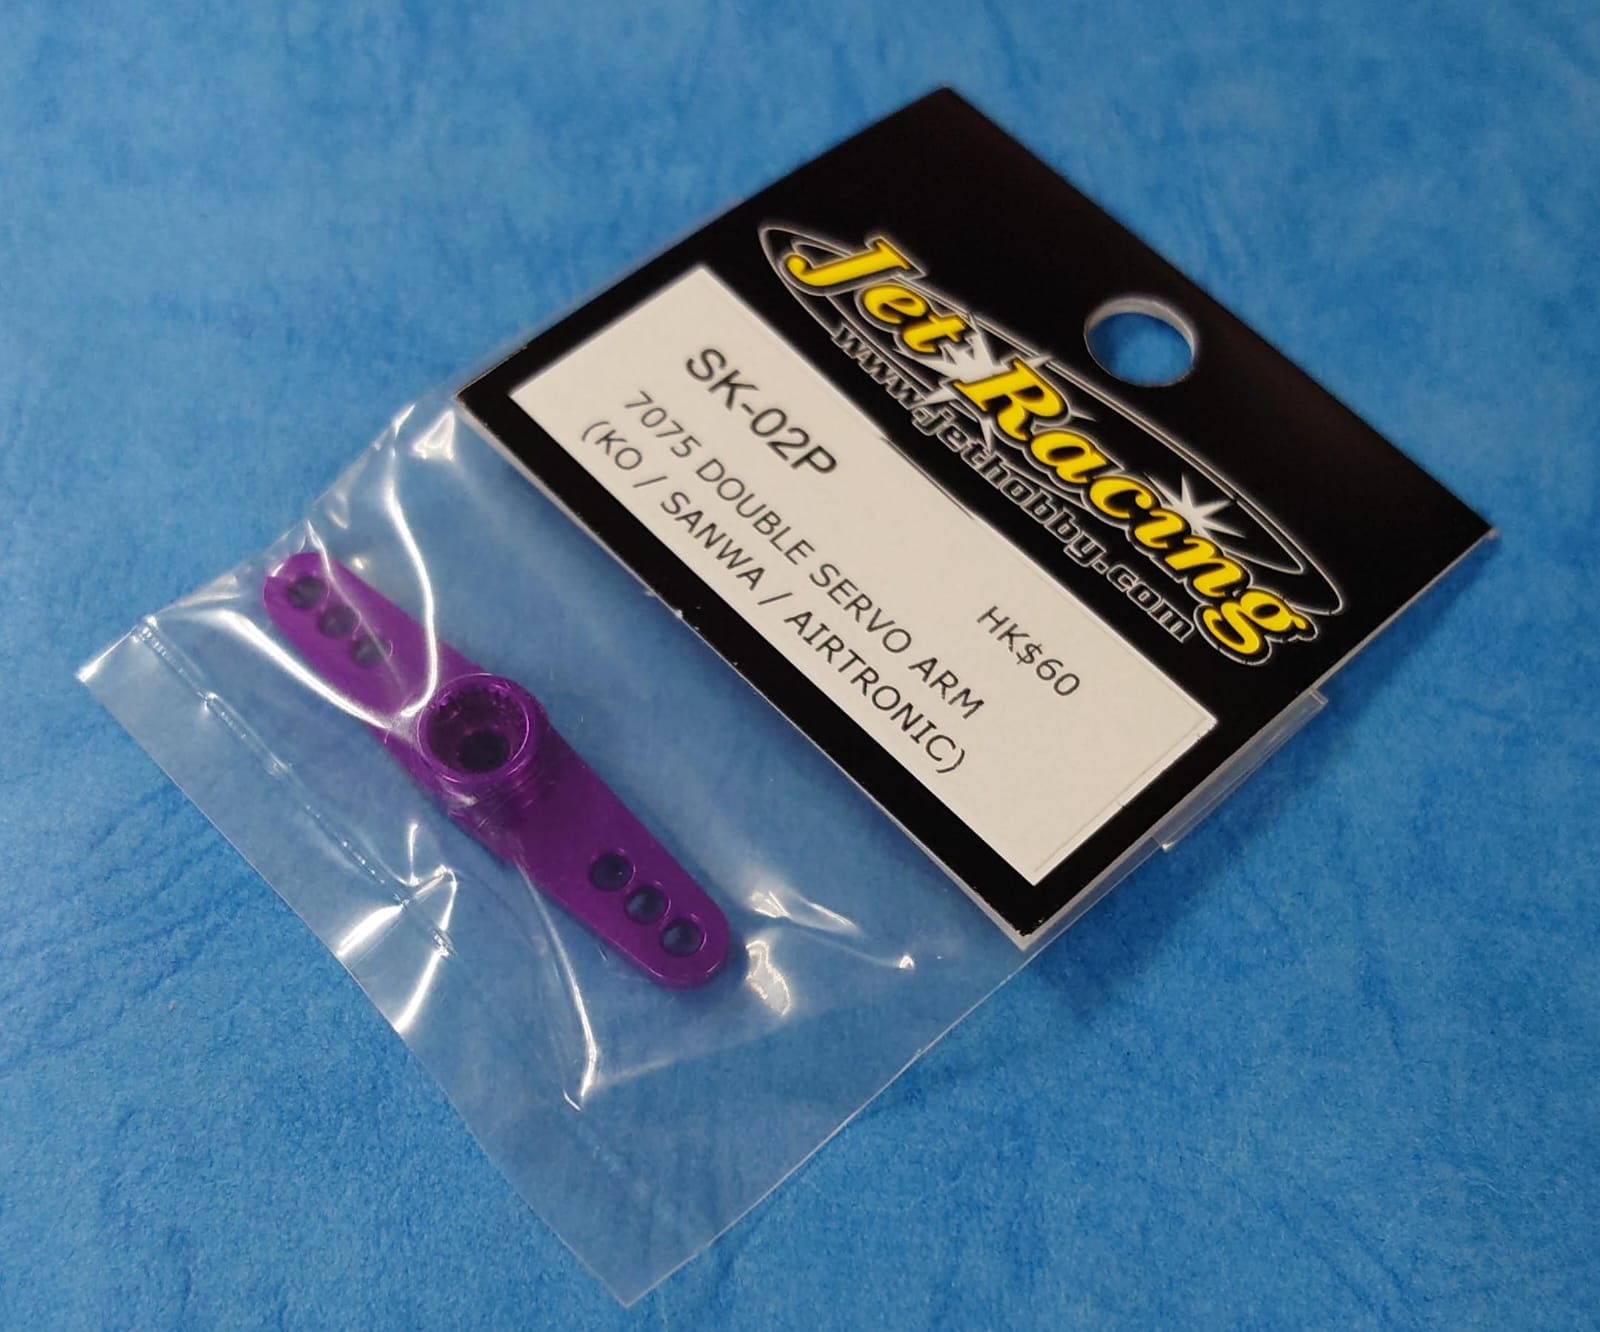 Jet Racing
www.jethobby.com
SK-02P
HK$60
7075 DOUBLE SERVO ARM
(KO / SANWA / AIRTRONIC)